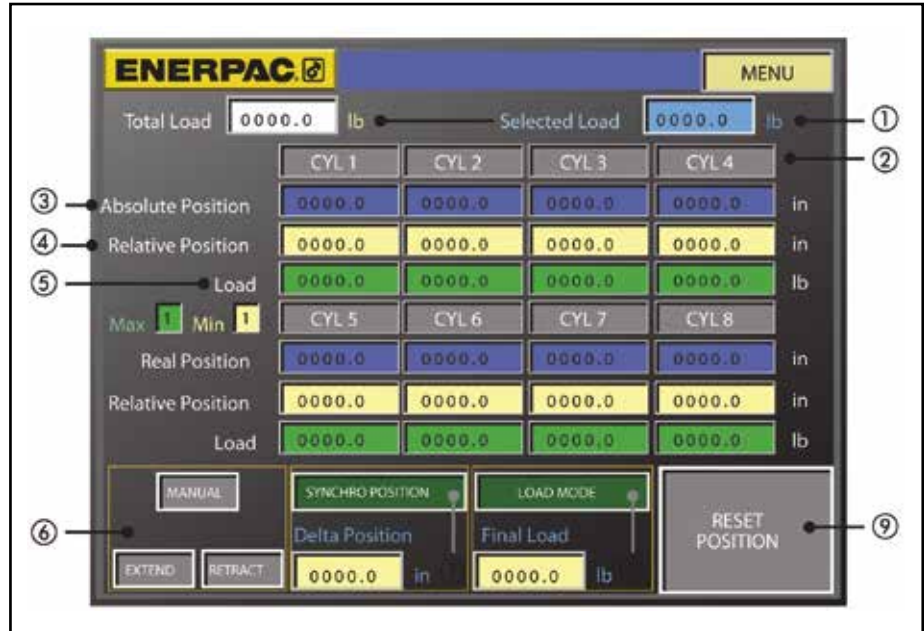 ENERPAC
MENU
Total Load 0000.0 lb Selected Load 0000.0 lb ①
CYL 1 CYL 2 CYL 3 CYL 4 ②
③ Absolute Position 0000.0 0000.0 0000.0 0000.0 in
④ Relative Position 0000.0 0000.0 0000.0 0000.0 in
⑤ Load 0000.0 0000.0 0000.0 0000.0 lb
Max 1 Min 1 CYL 5 CYL 6 CYL 7 CYL 8
Real Position 0000.0 0000.0 0000.0 0000.0 in
Relative Position 0000.0 0000.0 0000.0 0000.0 in
Load 0000.0 0000.0 0000.0 0000.0 lb
MANUAL SYNCHRO POSITION LOAD MODE
⑥ Delta Position Final Load RESET POSITION ⑨
EXTEND RETRACT 0000.0 in 0000.0 lb